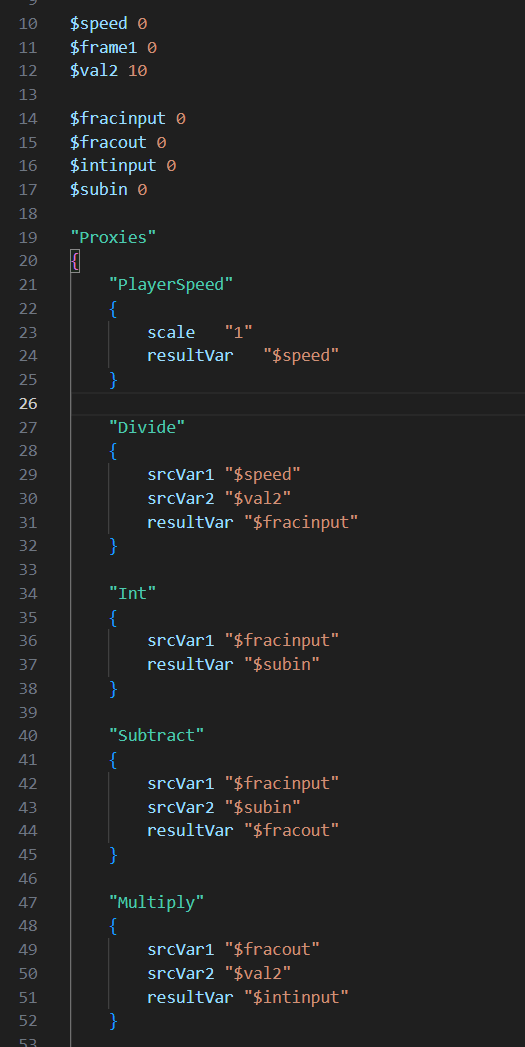 9
10 $speed 0
11 $frame1 0
12 $val2 10
13
14 $fracinput 0
15 $fracout 0
16 $intinput 0
17 $subin 0
18
19 "Proxies"
20 {
21 "PlayerSpeed"
22 {
23 scale "1"
24 resultVar "$speed"
25 }
26
27 "Divide"
28 {
29 srcVar1 "$speed"
30 srcVar2 "$val2"
31 resultVar "$fracinput"
32 }
33
34 "Int"
35 {
36 srcVar1 "$fracinput"
37 resultVar "$subin"
38 }
39
40 "Subtract"
41 {
42 srcVar1 "$fracinput"
43 srcVar2 "$subin"
44 resultVar "$fracout"
45 }
46
47 "Multiply"
48 {
49 srcVar1 "$fracout"
50 srcVar2 "$val2"
51 resultVar "$intinput"
52 }
53